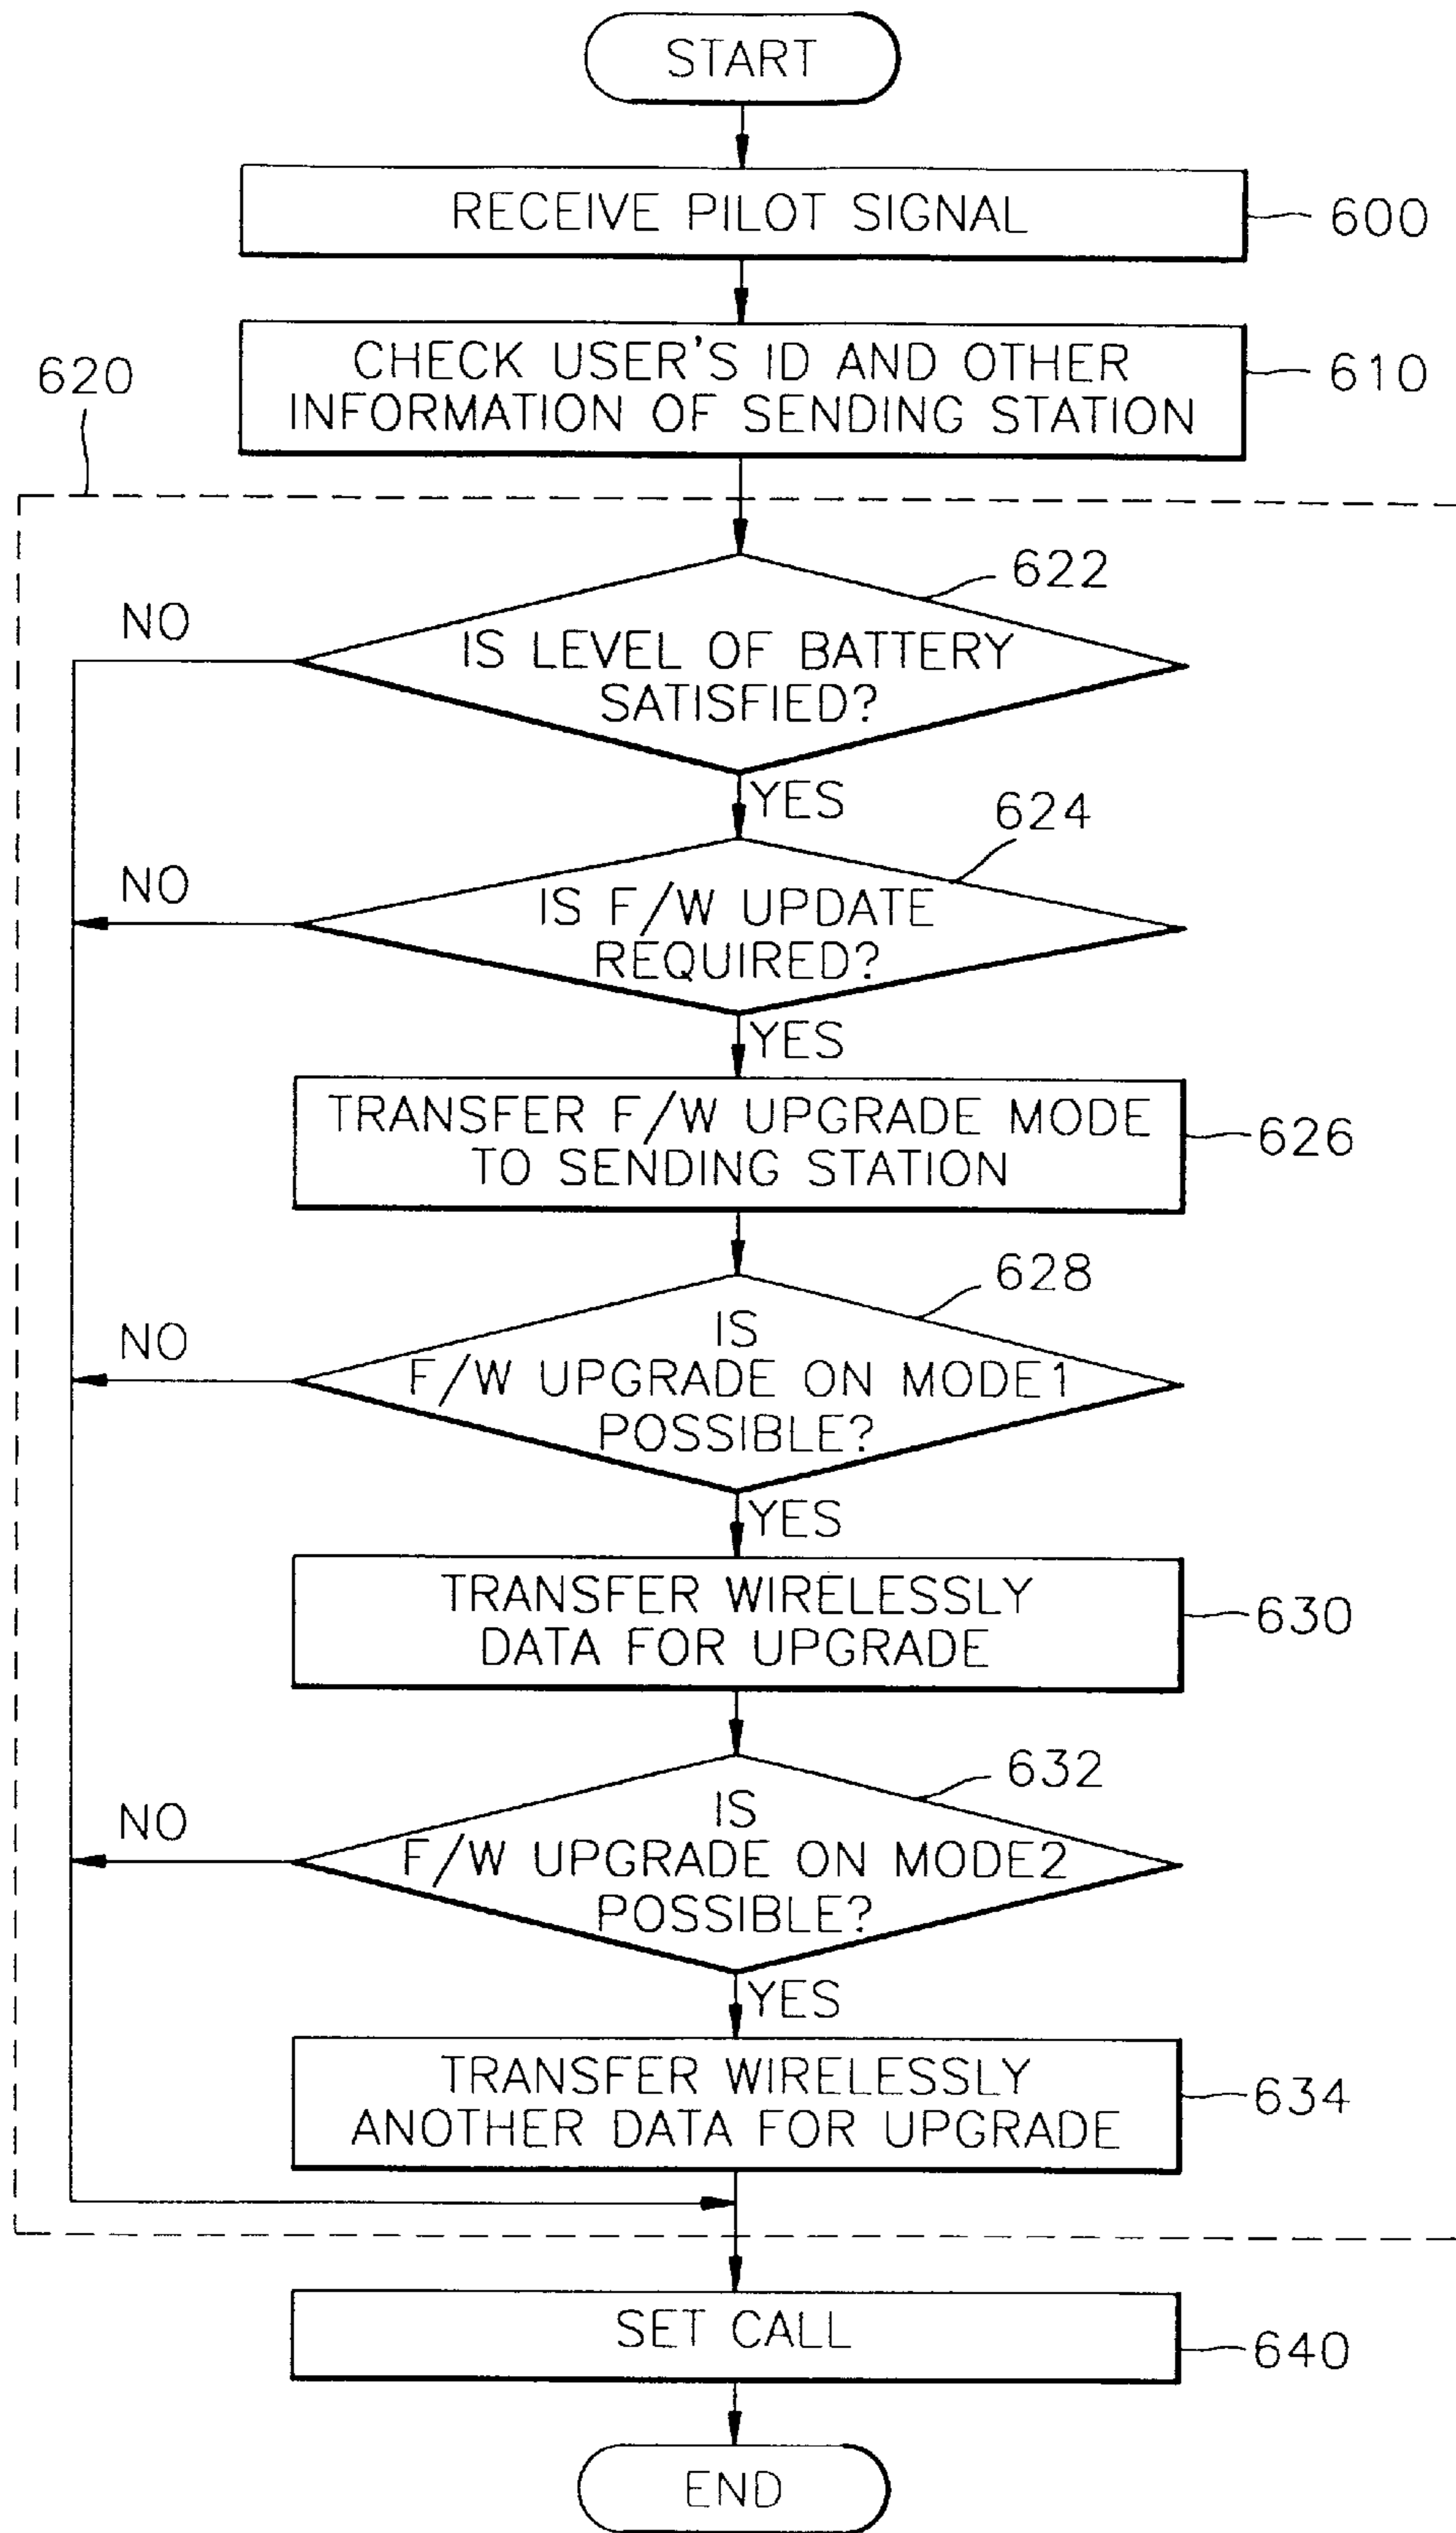 START
RECEIVE PILOT SIGNAL
600
CHECK USER'S ID AND OTHER
INFORMATION OF SENDING STATION
610
620
622
NO
IS LEVEL OF BATTERY
SATISFIED?
YES
624
NO
IS F/W UPDATE
REQUIRED?
YES
TRANSFER F/W UPGRADE MODE
TO SENDING STATION
626
628
NO
IS
F/W UPGRADE ON MODE1
POSSIBLE?
YES
TRANSFER WIRELESSLY
DATA FOR UPGRADE
630
632
NO
IS
F/W UPGRADE ON MODE2
POSSIBLE?
YES
TRANSFER WIRELESSLY
ANOTHER DATA FOR UPGRADE
634
SET CALL
640
END